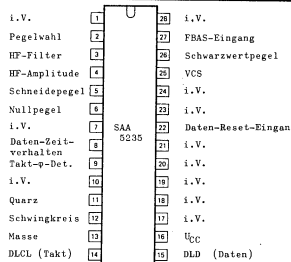 i.V. 1 28 i.V.
Pegelwahl 2 27 FBAS-Eingang
HF-Filter 3 26 Schwarzwertpegel
HF-Amplitude 4 25 VCS
Schneidepegel 5 24 i.V.
Nullpegel 6 23 i.V.
i.V. 7 SAA 22 Daten-Reset-Eingan
5235
Daten-Zeit- 8 21 i.V.
verhalten
Takt-φ-Det. 9 20 i.V.
i.V. 10 19 i.V.
Quarz 11 18 i.V.
Schwingkreis 12 17 i.V.
Masse 13 16 UCC
DLCL (Takt) 14 15 DLD (Daten)